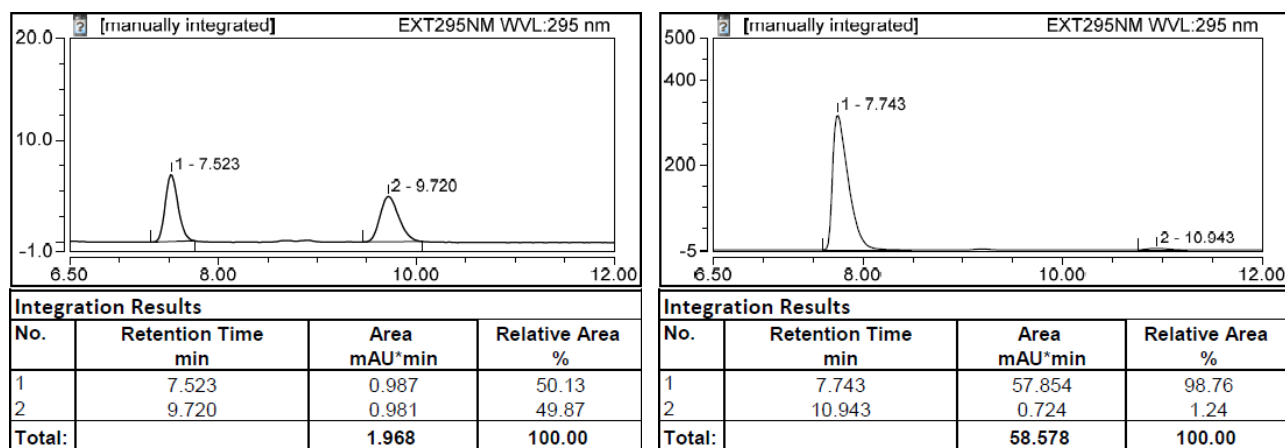 [manually integrated] EXT295NM WVL:295 nm
20.0
10.0
-1.0
1 - 7.523
2 - 9.720
6.50 8.00 10.00 12.00
Integration Results
No. Retention Time Area Relative Area
min mAU*min %
1 7.523 0.987 50.13
2 9.720 0.981 49.87
Total: 1.968 100.00
[manually integrated] EXT295NM WVL:295 nm
500
400
200
-5
1 - 7.743
2 - 10.943
6.50 8.00 10.00 12.00
Integration Results
No. Retention Time Area Relative Area
min mAU*min %
1 7.743 57.854 98.76
2 10.943 0.724 1.24
Total: 58.578 100.00